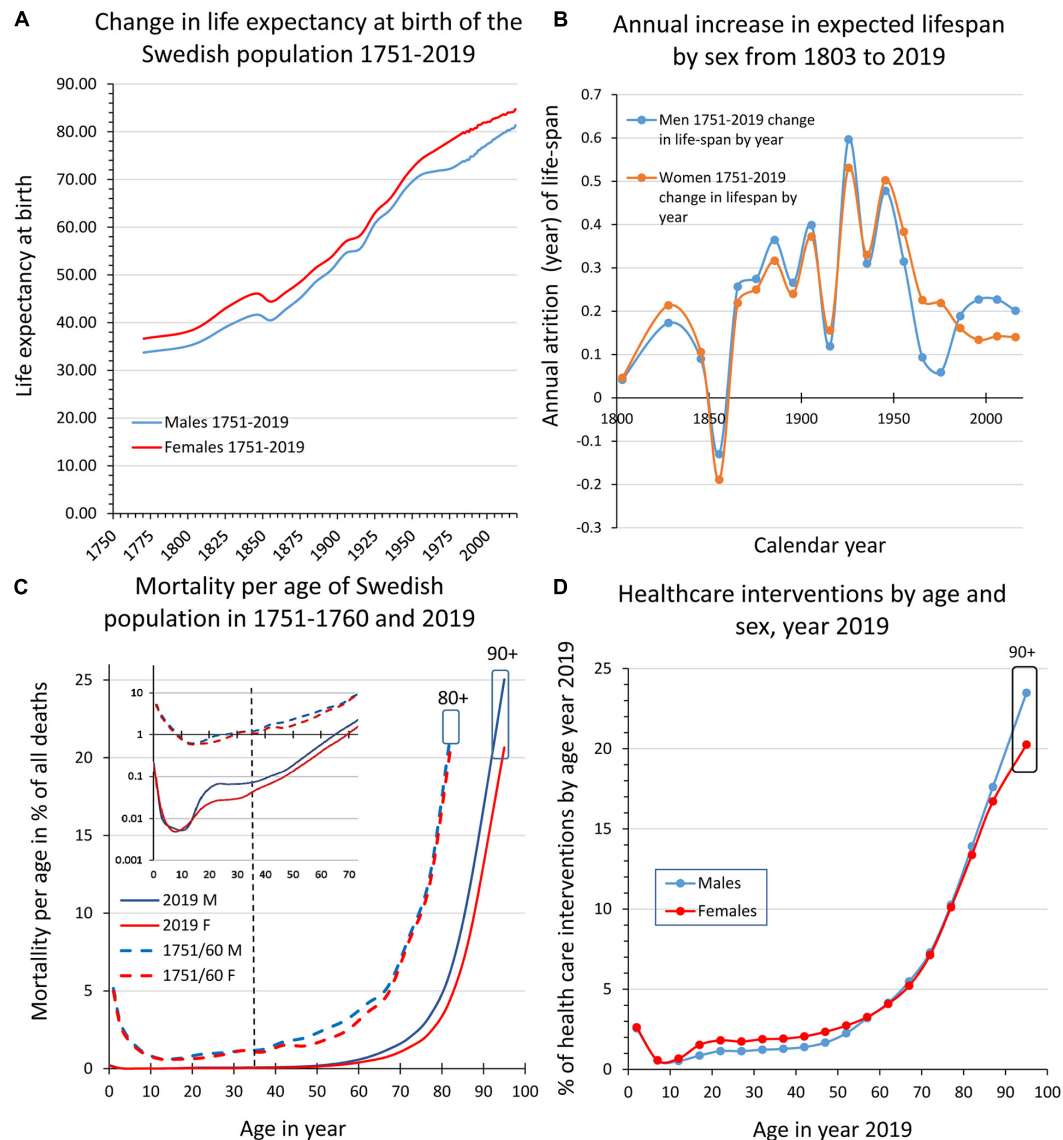 A
Change in life expectancy at birth of the
Swedish population 1751-2019
90.00
80.00
70.00
60.00
50.00
40.00
30.00
20.00
10.00
0.00
Life expectancy at birth
Males 1751-2019
Females 1751-2019
1750
1775
1800
1825
1850
1875
1900
1925
1950
1975
2000
B
Annual increase in expected lifespan
by sex from 1803 to 2019
0.7
0.6
0.5
0.4
0.3
0.2
0.1
0
-0.1
-0.2
-0.3
Annual atrition (year) of life-span
Men 1751-2019 change
in life-span by year
Women 1751-2019
change in lifespan by
year
1800
1850
1900
1950
2000
Calendar year
C
Mortality per age of Swedish
population in 1751-1760 and 2019
25
20
15
10
5
0
Mortallity per age in % of all deaths
10
1
0.1
0.01
0.001
0 10 20 30 40 50 60 70
80+
90+
2019 M
2019 F
1751/60 M
1751/60 F
0 10 20 30 40 50 60 70 80 90 100
Age in year
D
Healthcare interventions by age and
sex, year 2019
25
20
15
10
5
0
% of health care interventions by age year 2019
90+
Males
Females
0 10 20 30 40 50 60 70 80 90 100
Age in year 2019